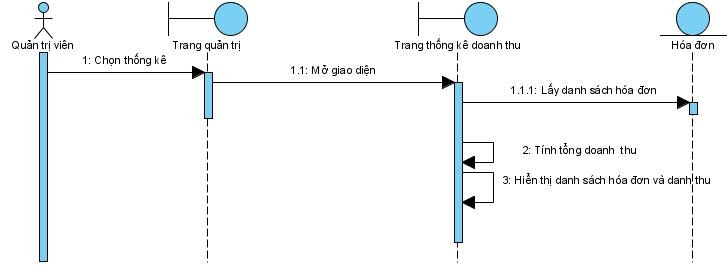 Quản trị viên
Trang quản trị
Trang thống kê doanh thu
Hóa đơn
1: Chọn thống kê
1.1: Mở giao diện
1.1.1: Lấy danh sách hóa đơn
2: Tính tổng doanh thu
3: Hiển thị danh sách hóa đơn và danh thu